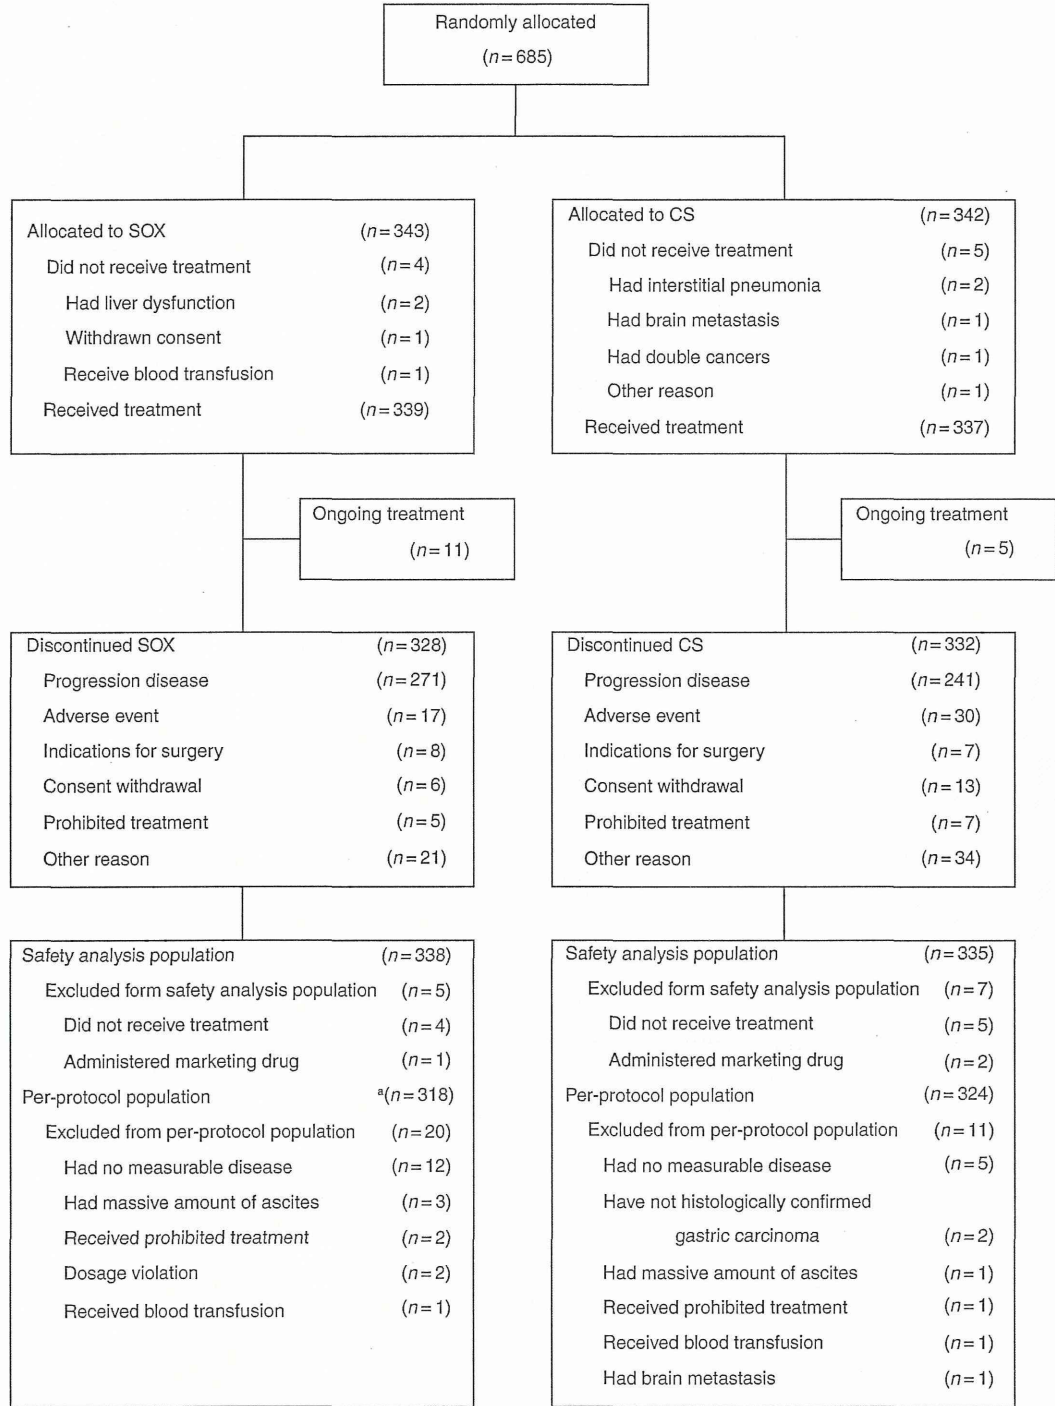 Randomly allocated
(n=685)
Allocated to SOX (n=343)
Did not receive treatment (n=4)
Had liver dysfunction (n=2)
Withdrawn consent (n=1)
Receive blood transfusion (n=1)
Received treatment (n=339)
Allocated to CS (n=342)
Did not receive treatment (n=5)
Had interstitial pneumonia (n=2)
Had brain metastasis (n=1)
Had double cancers (n=1)
Other reason (n=1)
Received treatment (n=337)
Ongoing treatment
(n=11)
Ongoing treatment
(n=5)
Discontinued SOX (n=328)
Progression disease (n=271)
Adverse event (n=17)
Indications for surgery (n=8)
Consent withdrawal (n=6)
Prohibited treatment (n=5)
Other reason (n=21)
Discontinued CS (n=332)
Progression disease (n=241)
Adverse event (n=30)
Indications for surgery (n=7)
Consent withdrawal (n=13)
Prohibited treatment (n=7)
Other reason (n=34)
Safety analysis population (n=338)
Excluded form safety analysis population (n=5)
Did not receive treatment (n=4)
Administered marketing drug (n=1)
Per-protocol population a(n=318)
Excluded from per-protocol population (n=20)
Had no measurable disease (n=12)
Had massive amount of ascites (n=3)
Received prohibited treatment (n=2)
Dosage violation (n=2)
Received blood transfusion (n=1)
Safety analysis population (n=335)
Excluded form safety analysis population (n=7)
Did not receive treatment (n=5)
Administered marketing drug (n=2)
Per-protocol population (n=324)
Excluded from per-protocol population (n=11)
Had no measurable disease (n=5)
Have not histologically confirmed
gastric carcinoma (n=2)
Had massive amount of ascites (n=1)
Received prohibited treatment (n=1)
Received blood transfusion (n=1)
Had brain metastasis (n=1)